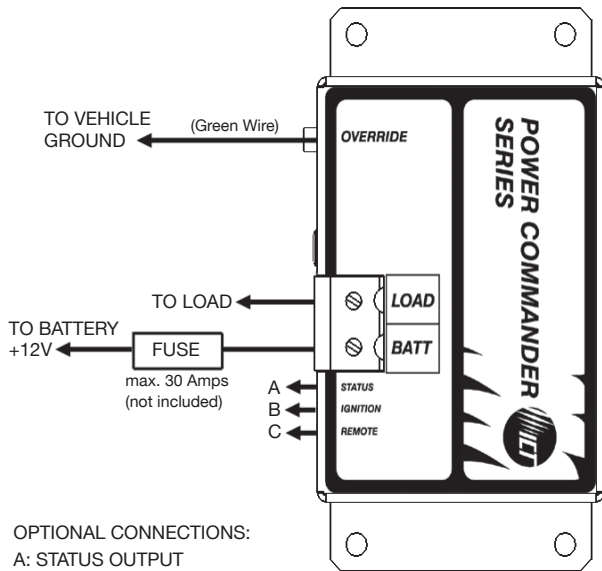 TO VEHICLE
GROUND
(Green Wire)
OVERRIDE
POWER COMMANDER
SERIES
TO LOAD
LOAD
TO BATTERY
+12V
FUSE
BATT
max. 30 Amps
(not included)
A
STATUS
B
IGNITION
C
REMOTE
OPTIONAL CONNECTIONS:
A: STATUS OUTPUT